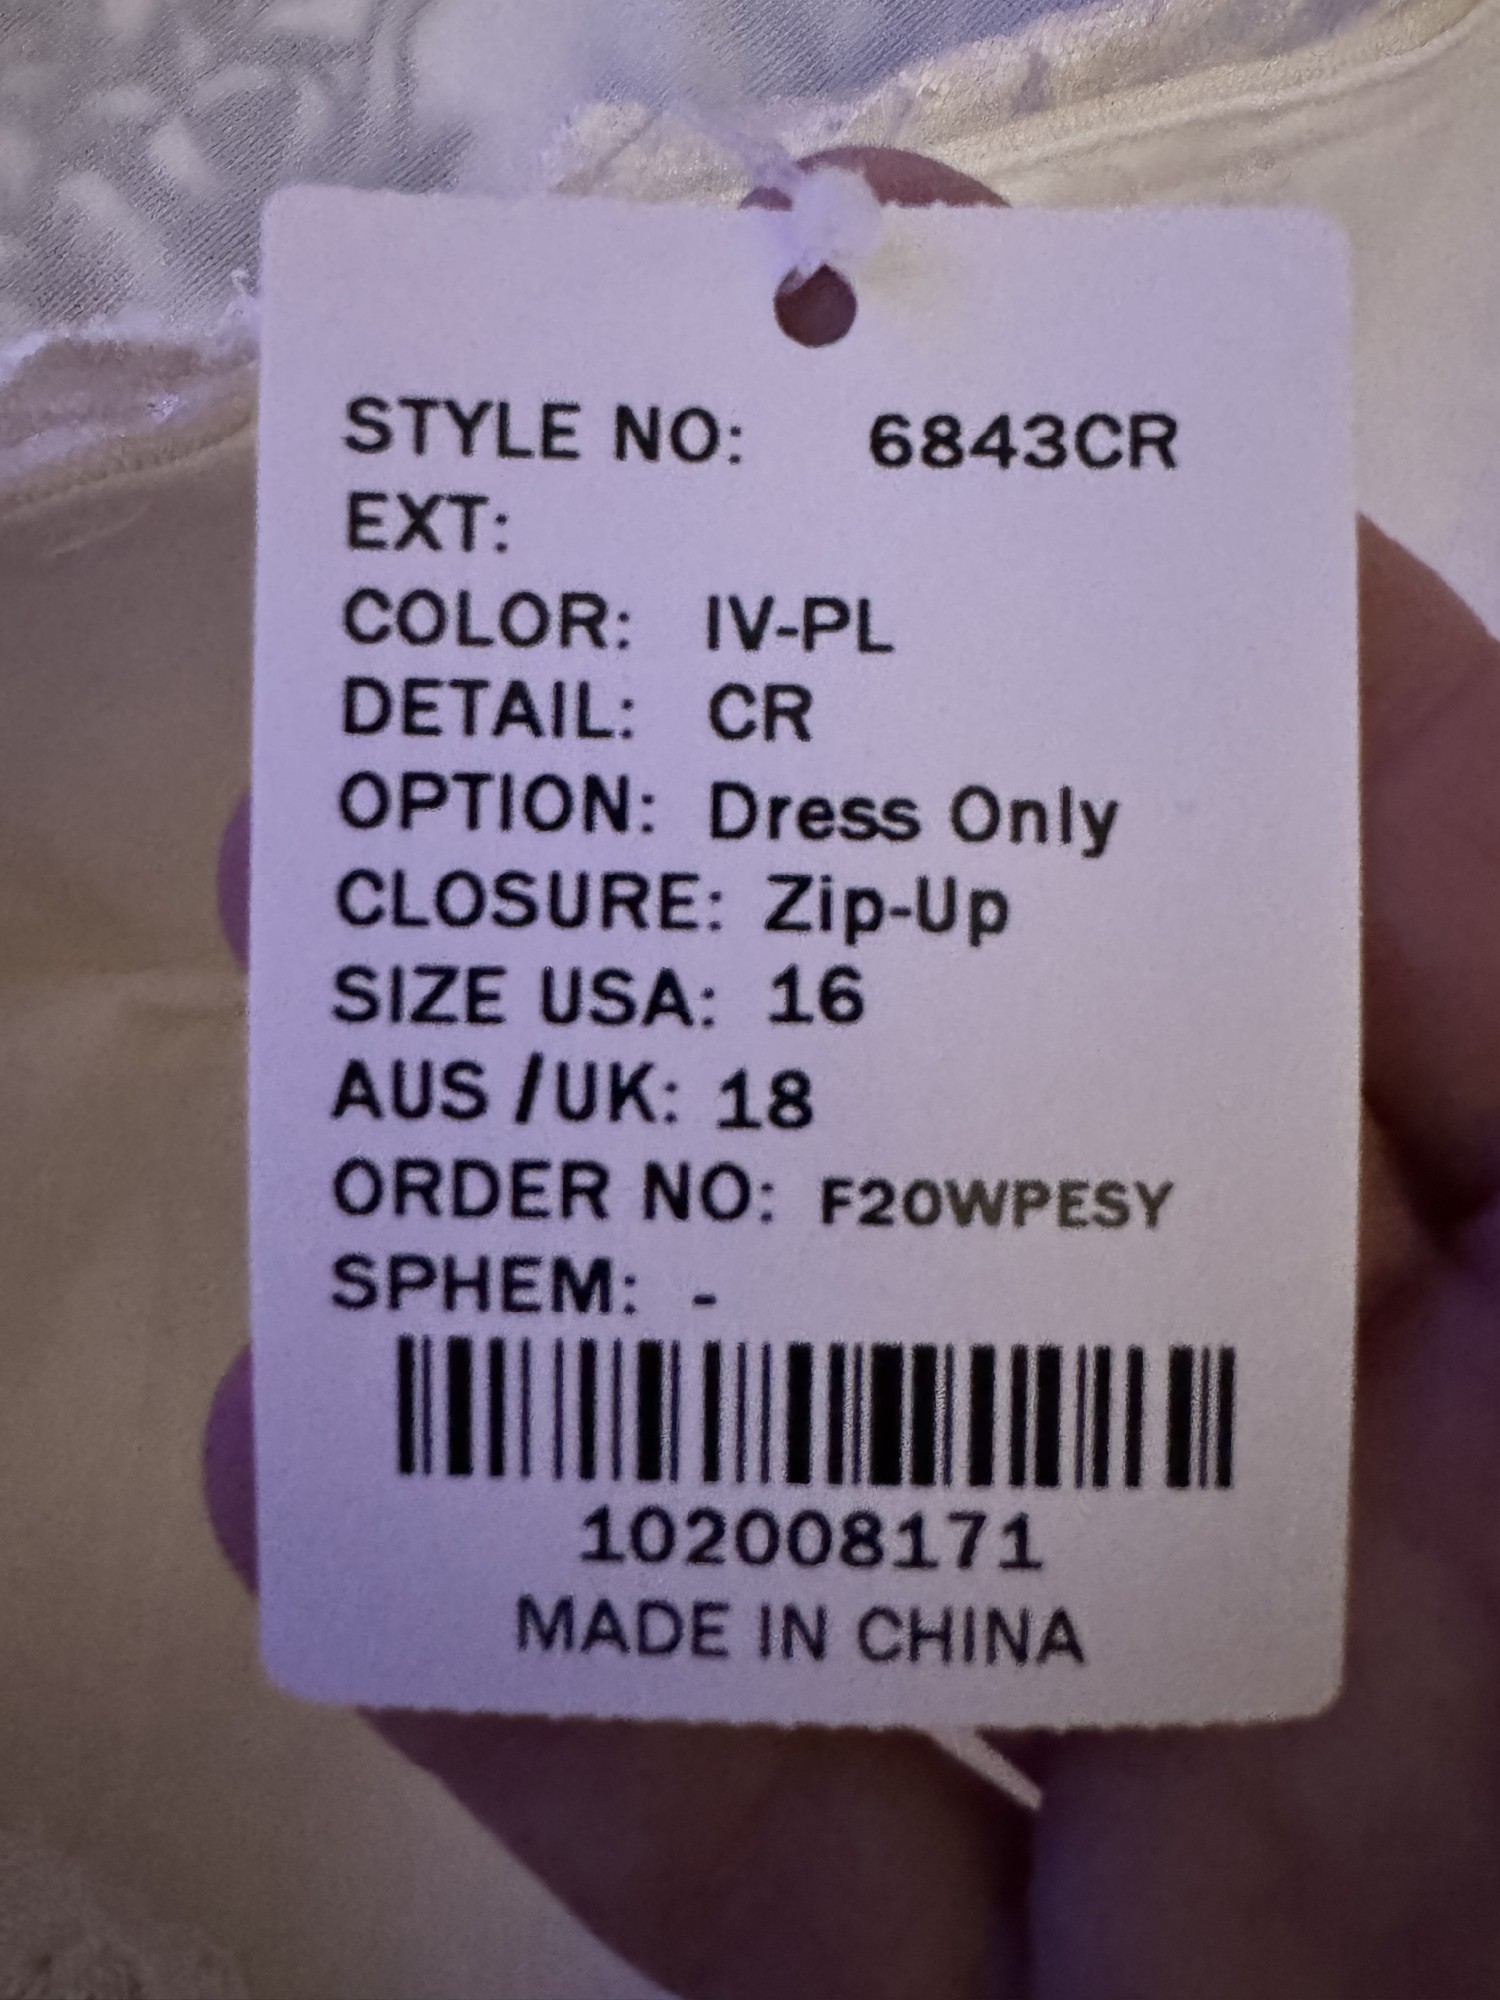 STYLE NO: 6843CR
EXT:
COLOR: IV-PL
DETAIL: CR
OPTION: Dress Only
CLOSURE: Zip-Up
SIZE USA: 16
AUS /UK: 18
ORDER NO: F20WPESY
SPHEM: -
102008171
MADE IN CHINA